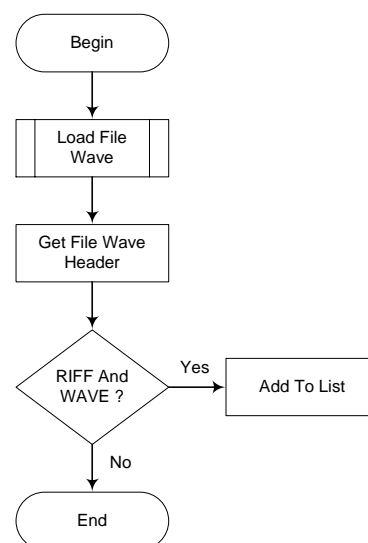 Begin
Load File
Wave
Get File Wave
Header
RIFF And
WAVE ?
Yes
Add To List
No
End